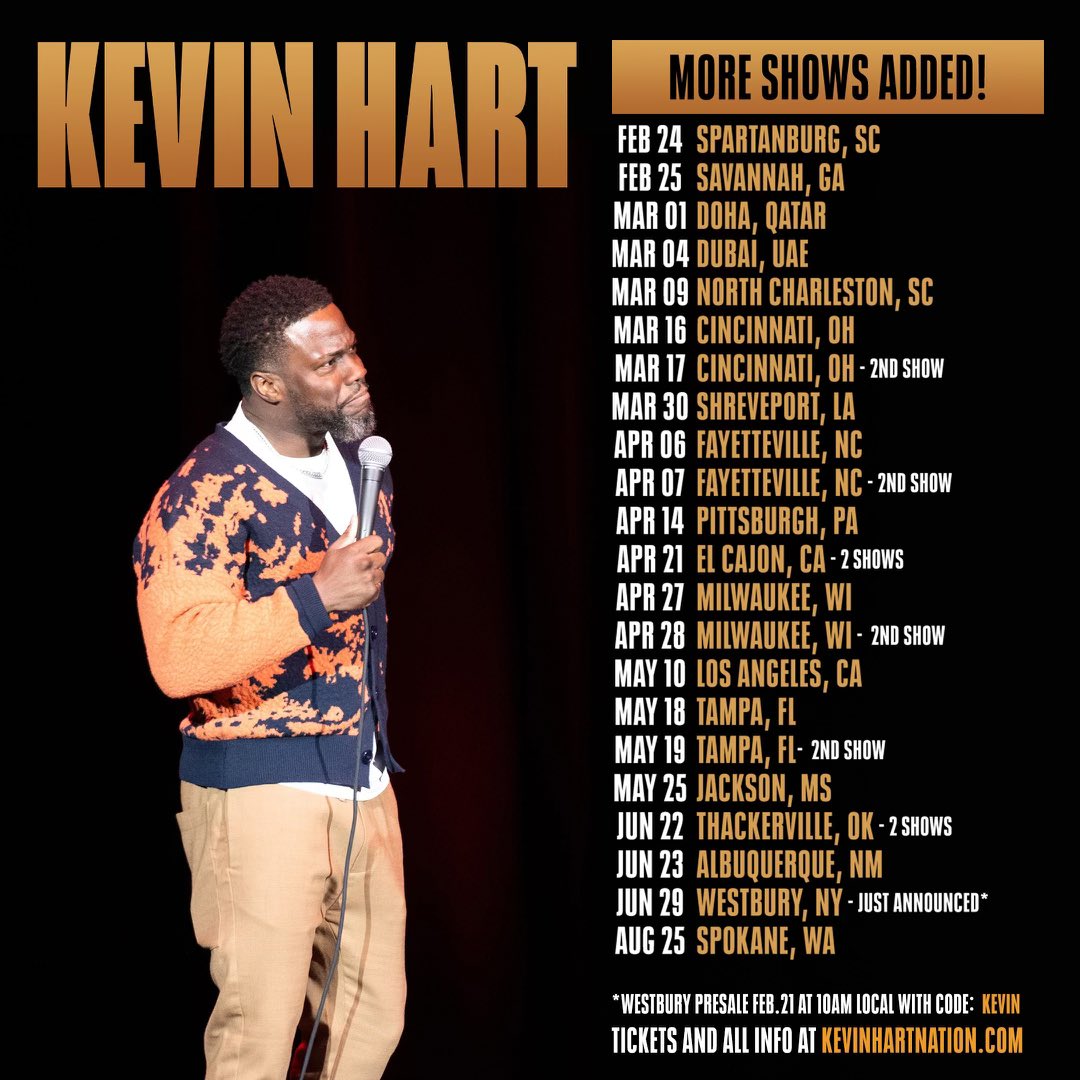 KEVIN HART
MORE SHOWS ADDED!
FEB 24 SPARTANBURG, SC
FEB 25 SAVANNAH, GA
MAR 01 DOHA, QATAR
MAR 04 DUBAI, UAE
MAR 09 NORTH CHARLESTON, SC
MAR 16 CINCINNATI, OH
MAR 17 CINCINNATI, OH - 2ND SHOW
MAR 30 SHREVEPORT, LA
APR 06 FAYETTEVILLE, NC
APR 07 FAYETTEVILLE, NC - 2ND SHOW
APR 14 PITTSBURGH, PA
APR 21 EL CAJON, CA - 2 SHOWS
APR 27 MILWAUKEE, WI
APR 28 MILWAUKEE, WI - 2ND SHOW
MAY 10 LOS ANGELES, CA
MAY 18 TAMPA, FL
MAY 19 TAMPA, FL- 2ND SHOW
MAY 25 JACKSON, MS
JUN 22 THACKERVILLE, OK - 2 SHOWS
JUN 23 ALBUQUERQUE, NM
JUN 29 WESTBURY, NY - JUST ANNOUNCED*
AUG 25 SPOKANE, WA
*WESTBURY PRESALE FEB.21 AT 10AM LOCAL WITH CODE: KEVIN
TICKETS AND ALL INFO AT KEVINHARTNATION.COM